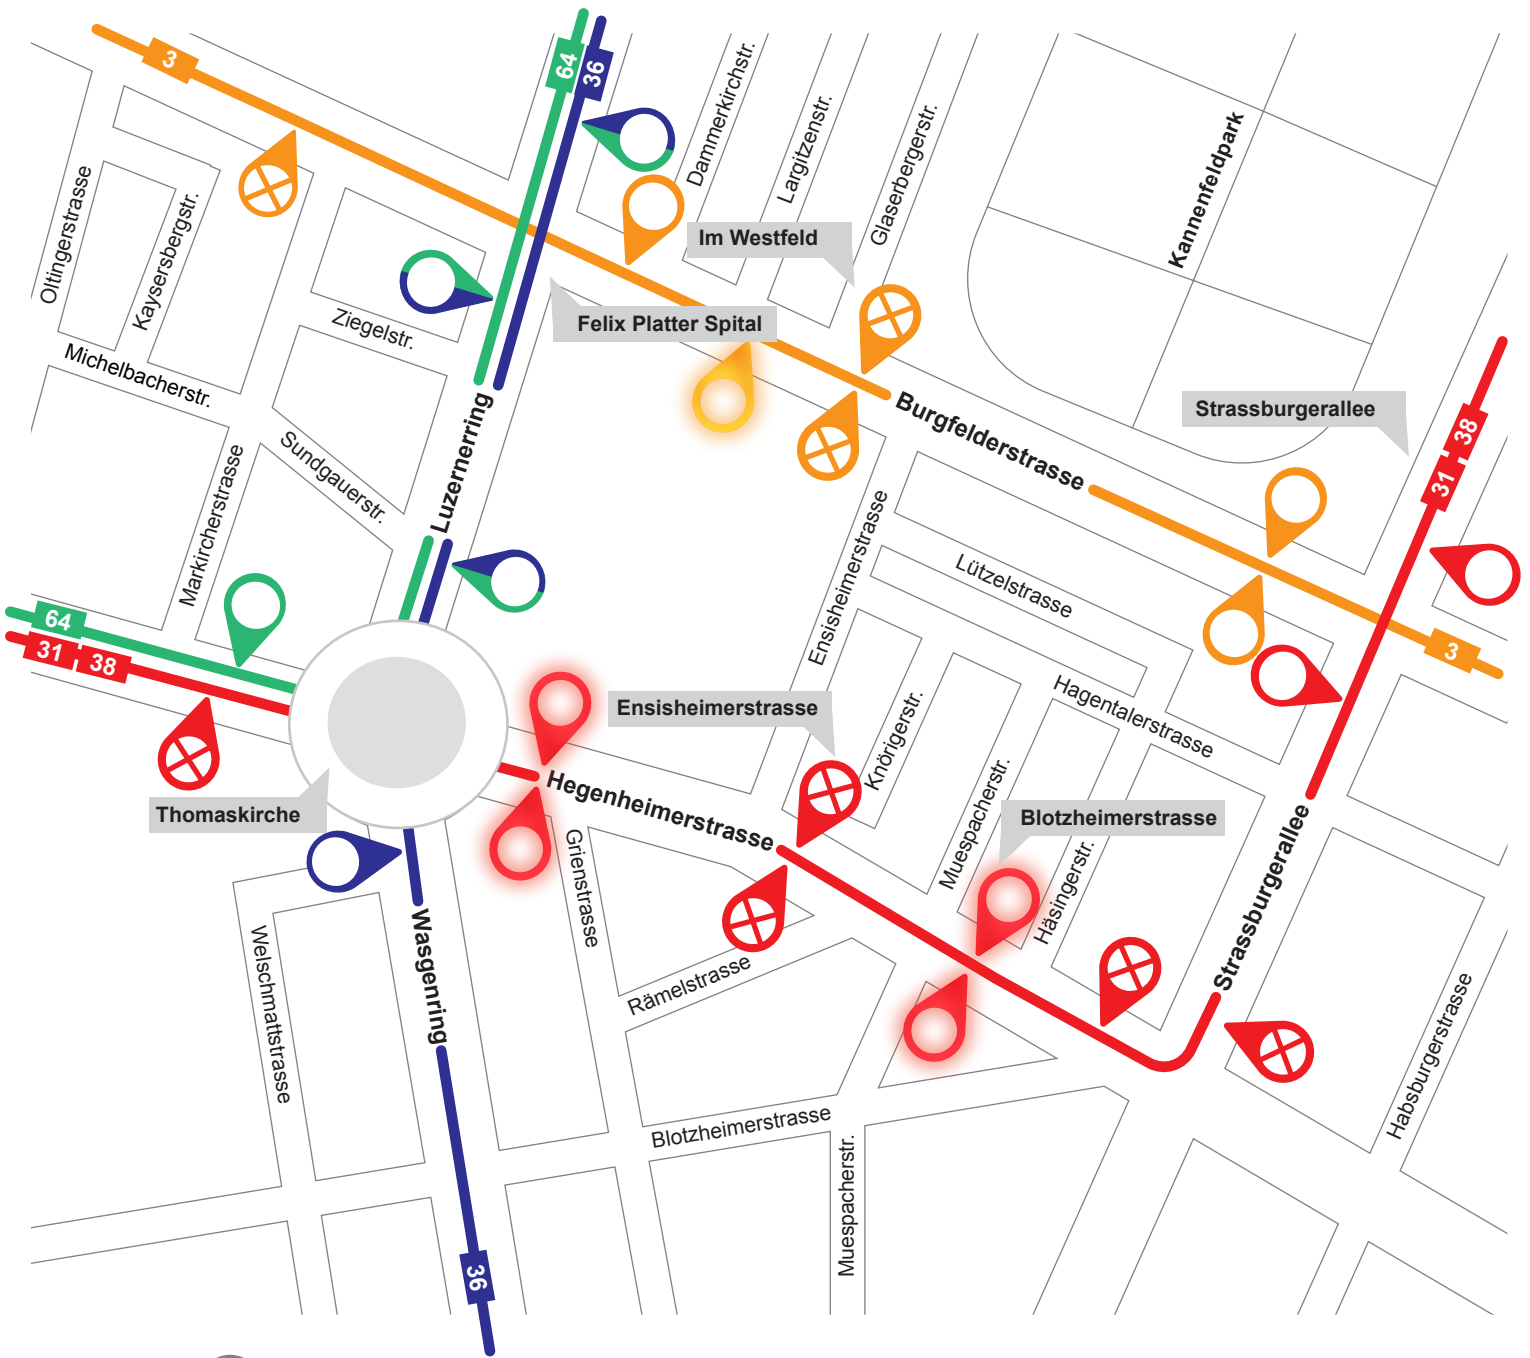 3
64
36
Dammerkirchstr.
Largitzenstr.
Glaserbergerstr.
Kannenfeldpark
Oltingerstrasse
Kaysersbergstr.
Im Westfeld
Ziegelstr.
Felix Platter Spital
Michelbacherstr.
Luzernerring
Burgfelderstrasse
Strassburgerallee
38
31
Sundgauerstr.
Markircherstrasse
Ensisheimerstrasse
Lützelstrasse
64
31
38
3
Hagentalerstrasse
Ensisheimerstrasse
Knörigerstr.
Thomaskirche
Hegenheimerstrasse
Muespacherstr.
Blotzheimerstrasse
Häsingerstr.
Strassburgerallee
Grienstrasse
Wasgenring
Welschmattstrasse
Rämelstrasse
Habsburgerstrasse
Blotzheimerstrasse
Muespacherstr.
36